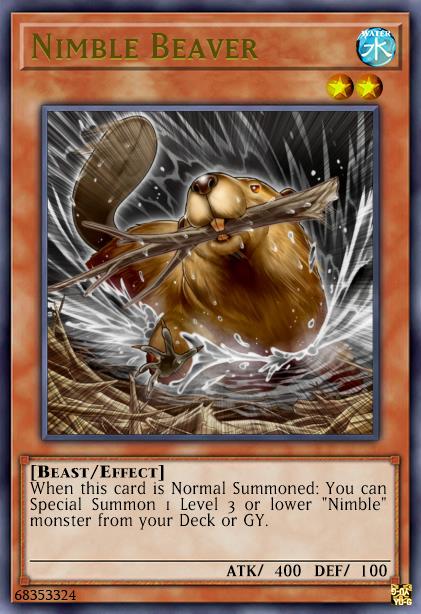 Nimble Beaver
WATER
水
[Beast/Effect]
When this card is Normal Summoned: You can
Special Summon 1 Level 3 or lower "Nimble"
monster from your Deck or GY.
ATK/ 400 DEF/ 100
68353324